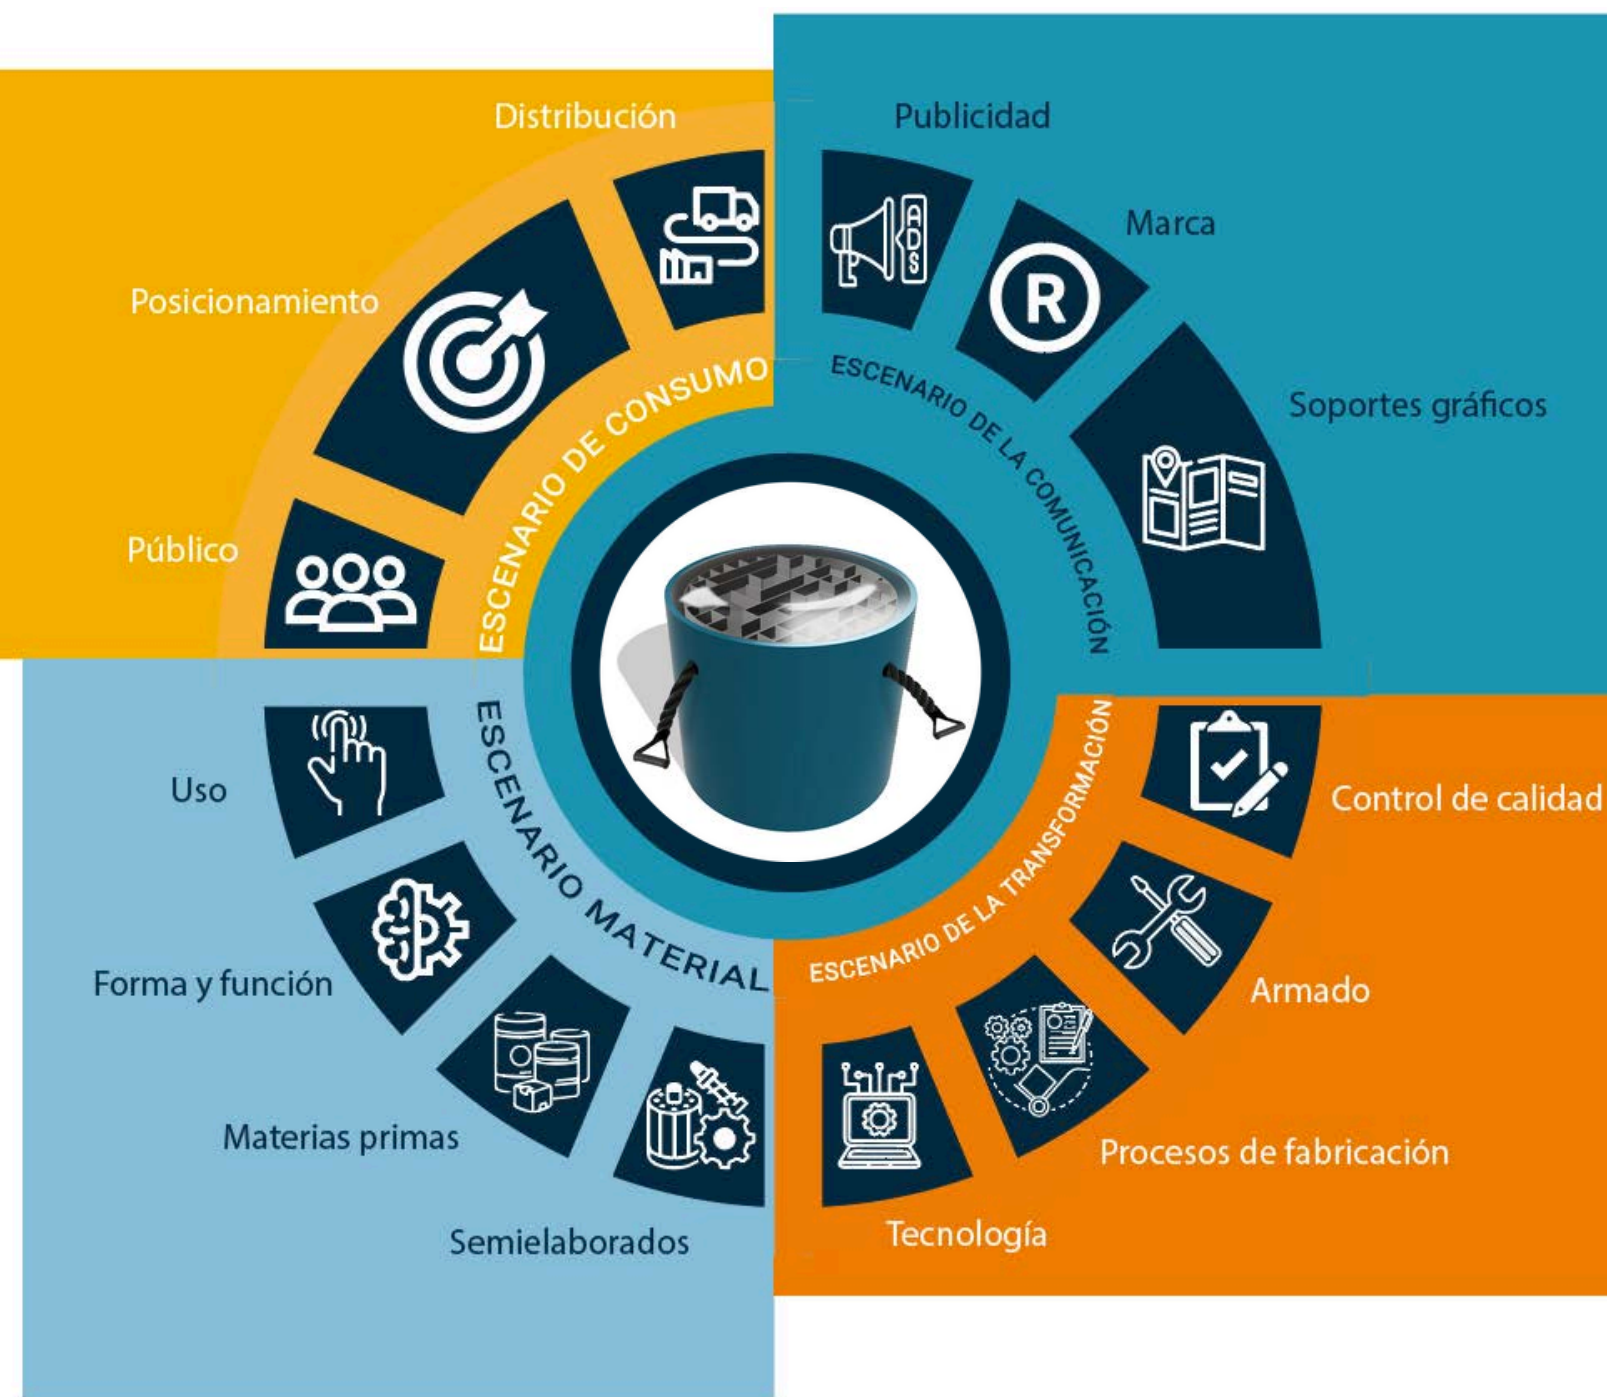 Distribución
Posicionamiento
Público
ESCENARIO DE CONSUMO
Publicidad
ADS
Marca
R
Soportes gráficos
ESCENARIO DE LA COMUNICACIÓN
Uso
Forma y función
Materias primas
Semielaborados
ESCENARIO MATERIAL
Control de calidad
Armado
Procesos de fabricación
Tecnología
ESCENARIO DE LA TRANSFORMACIÓN